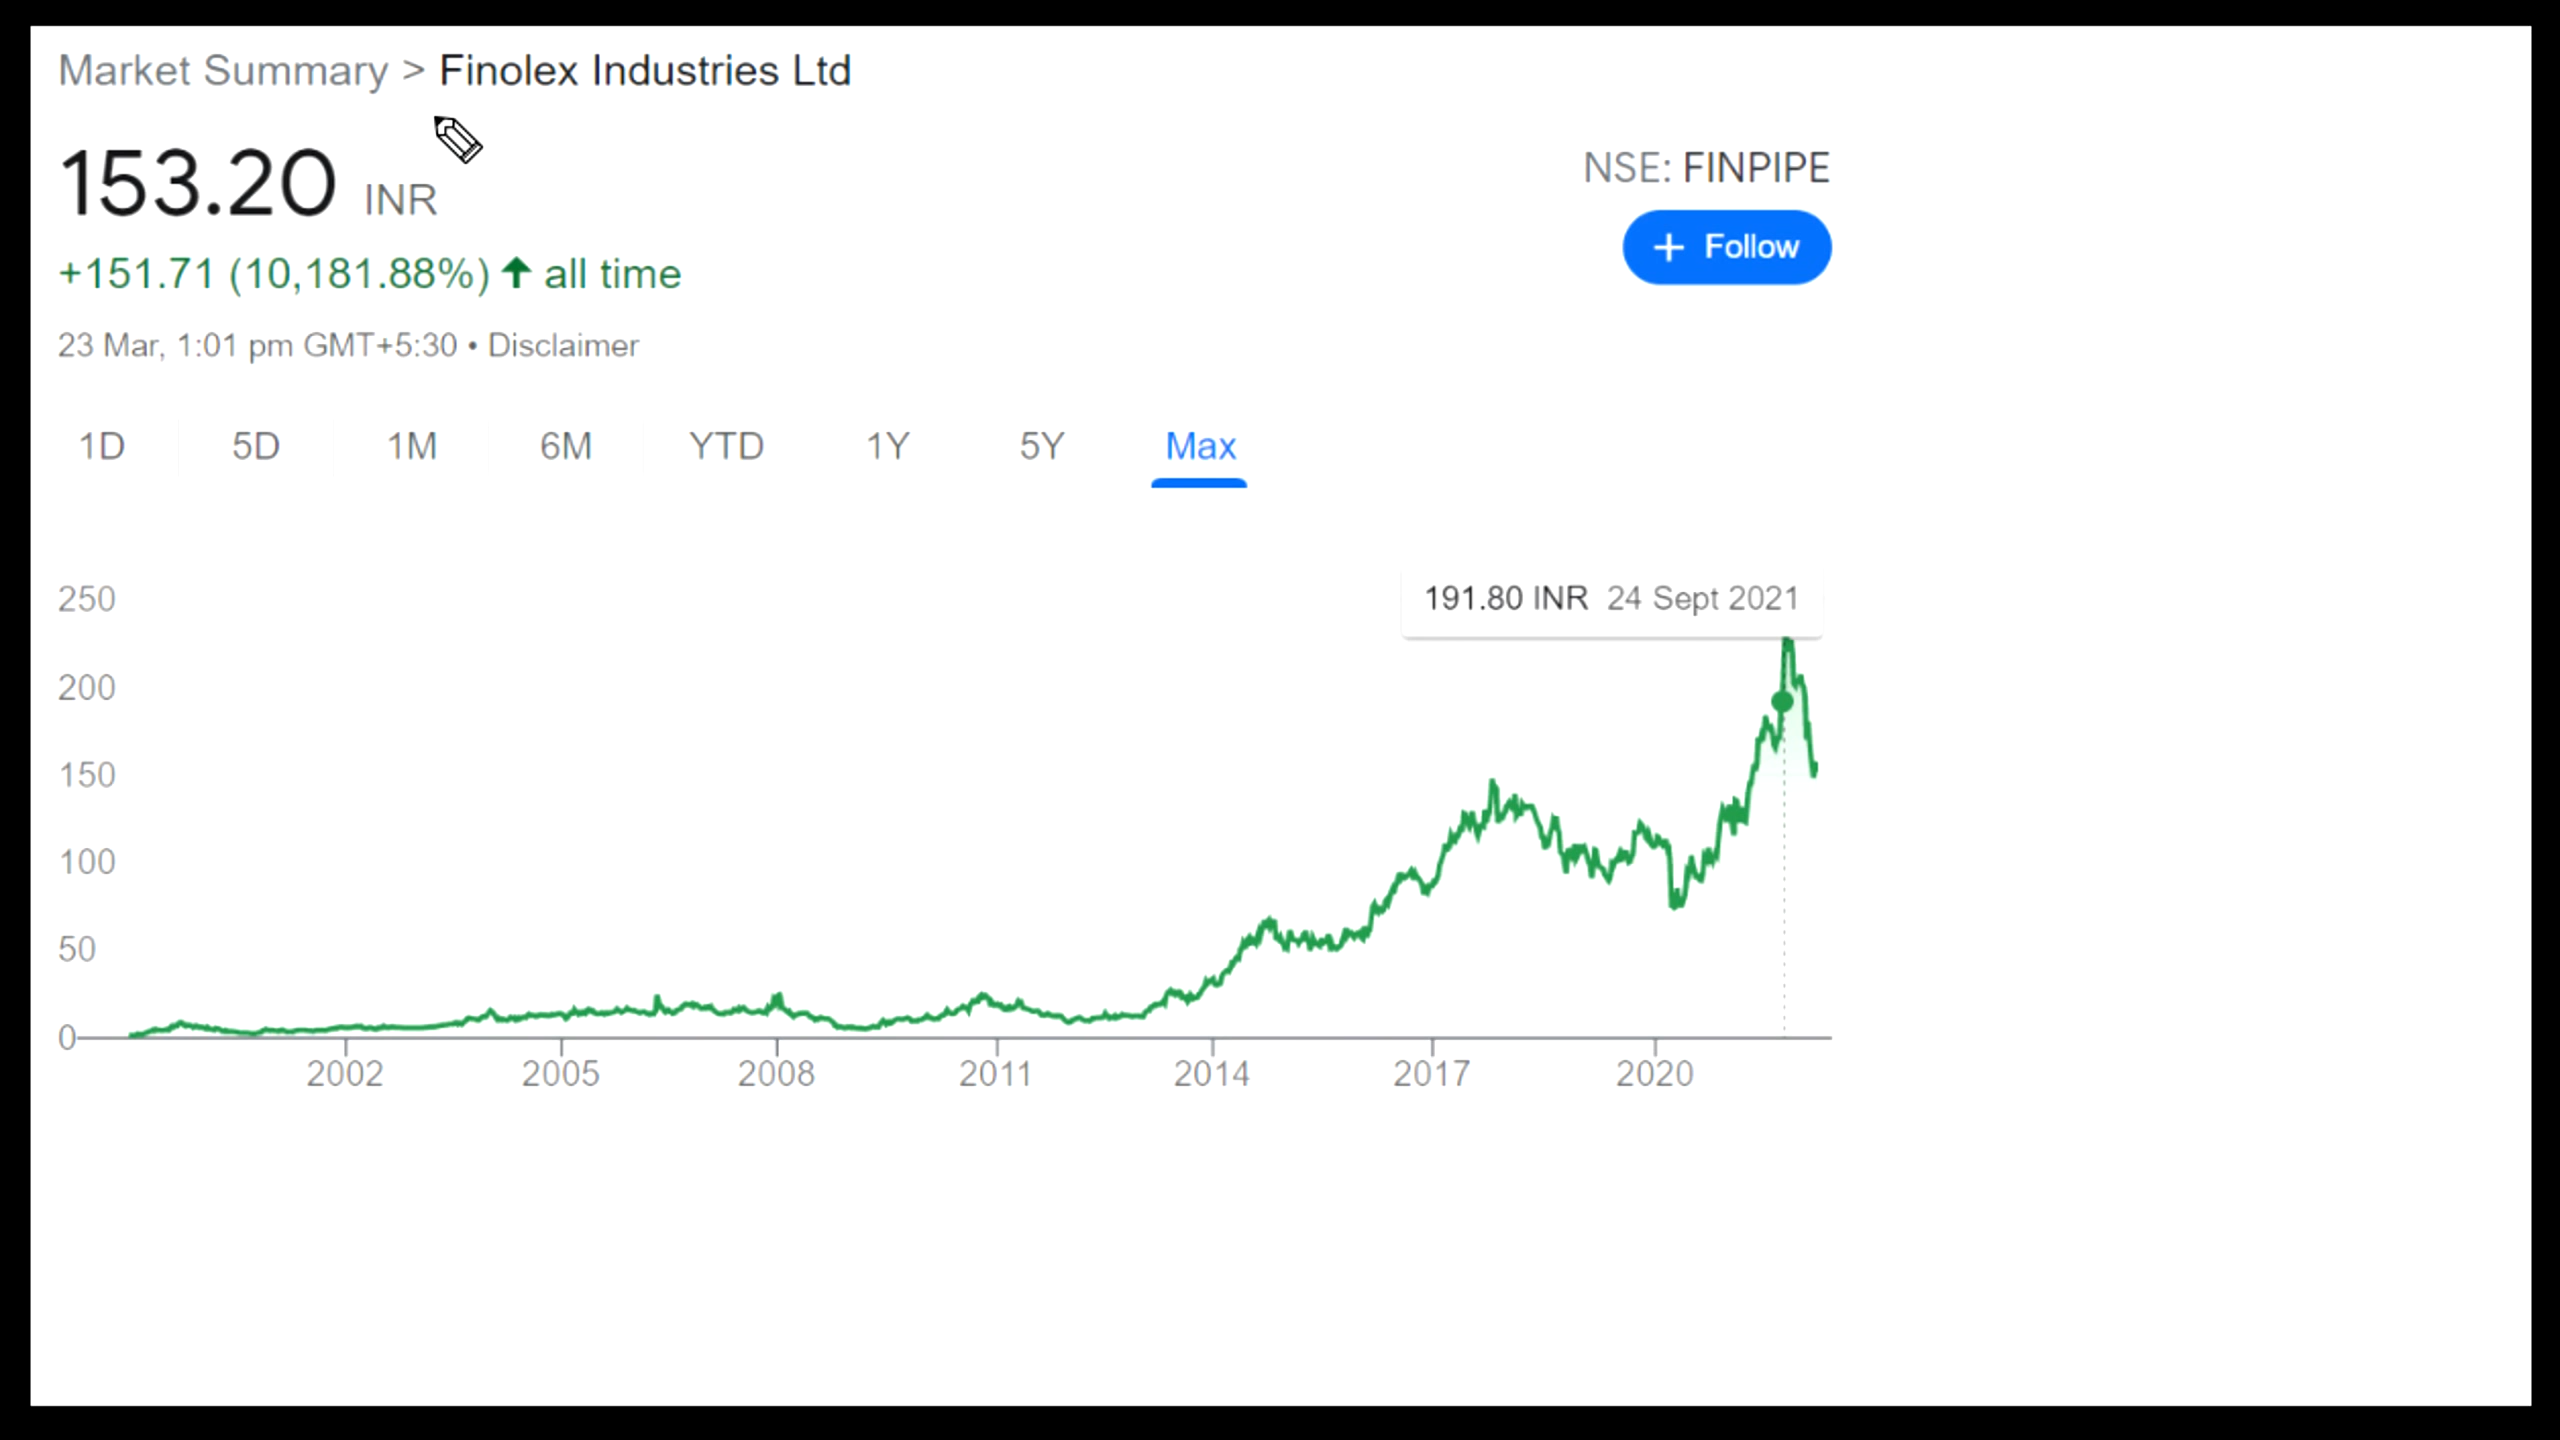 Market Summary > Finolex Industries Ltd
153.20 INR
NSE: FINPIPE
+ Follow
+151.71 (10,181.88%) ↑ all time
23 Mar, 1:01 pm GMT+5:30 • Disclaimer
1D 5D 1M 6M YTD 1Y 5Y Max
191.80 INR 24 Sept 2021
250
200
150
100
50
0
2002 2005 2008 2011 2014 2017 2020